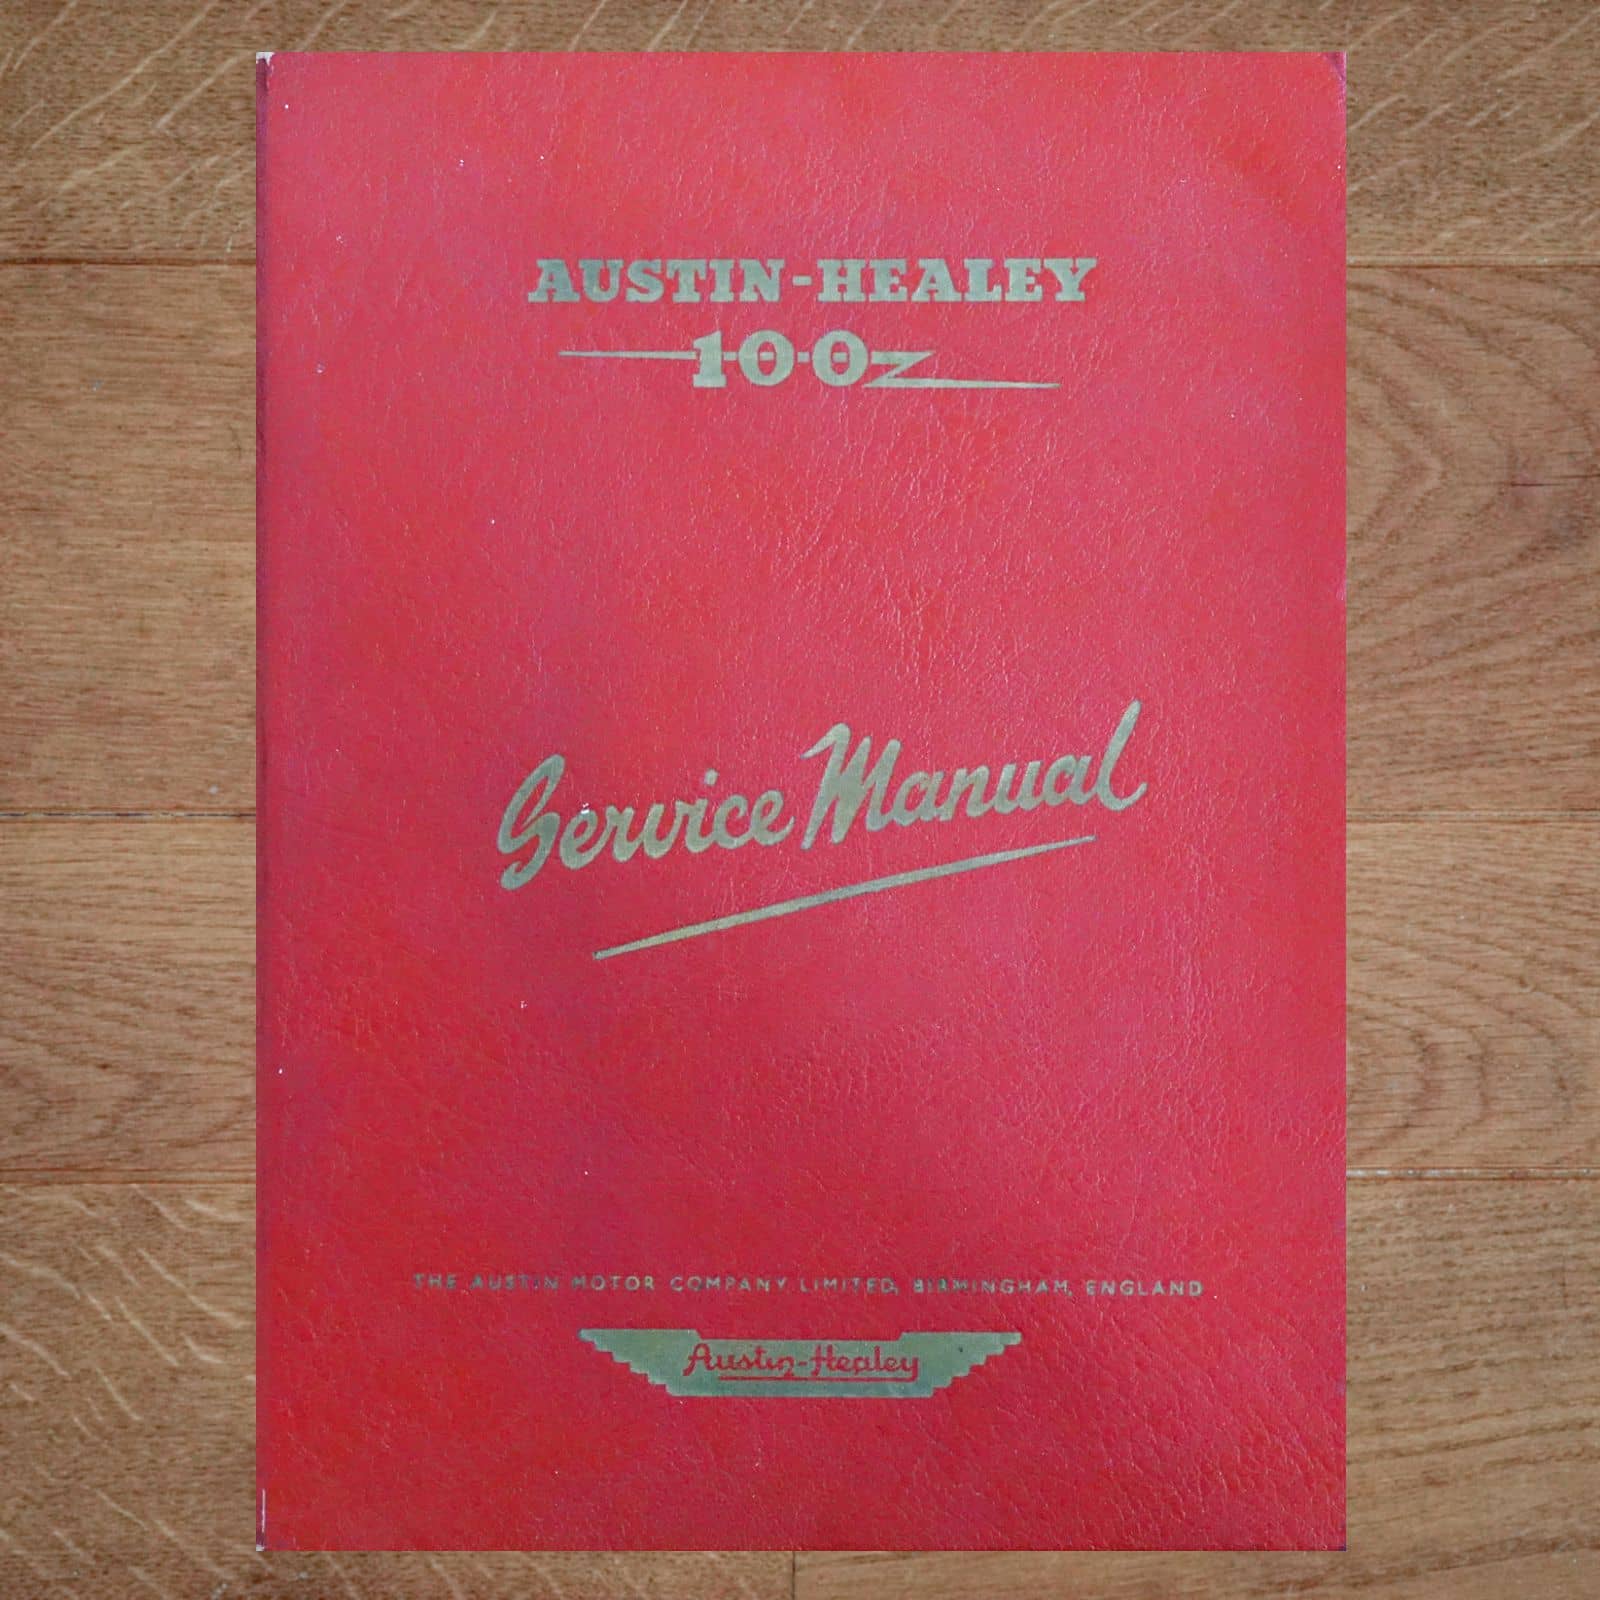 AUSTIN-HEALEY
100
Service Manual
THE AUSTIN MOTOR COMPANY LIMITED, BIRMINGHAM, ENGLAND
Austin-Healey